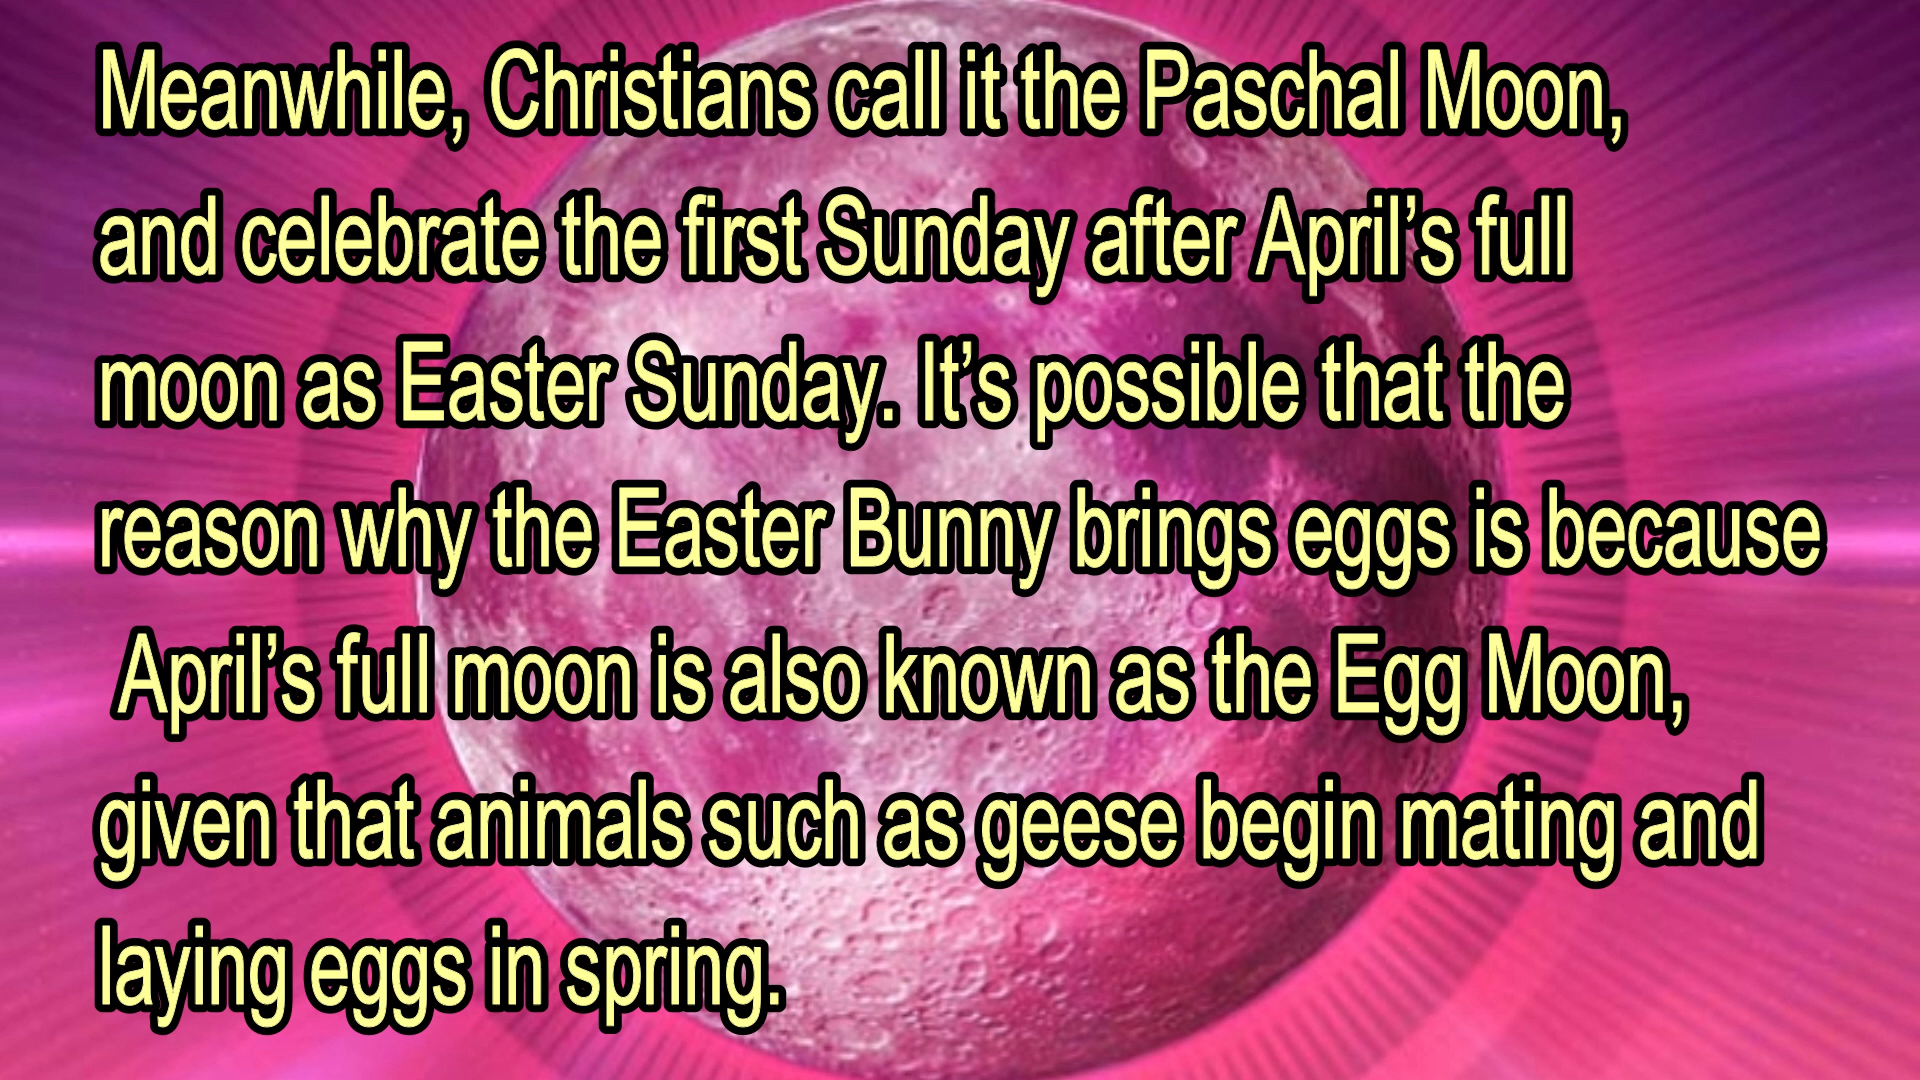 Meanwhile, Christians call it the Paschal Moon,
and celebrate the first Sunday after April’s full
moon as Easter Sunday. It’s possible that the
reason why the Easter Bunny brings eggs is because
April’s full moon is also known as the Egg Moon,
given that animals such as geese begin mating and
laying eggs in spring.